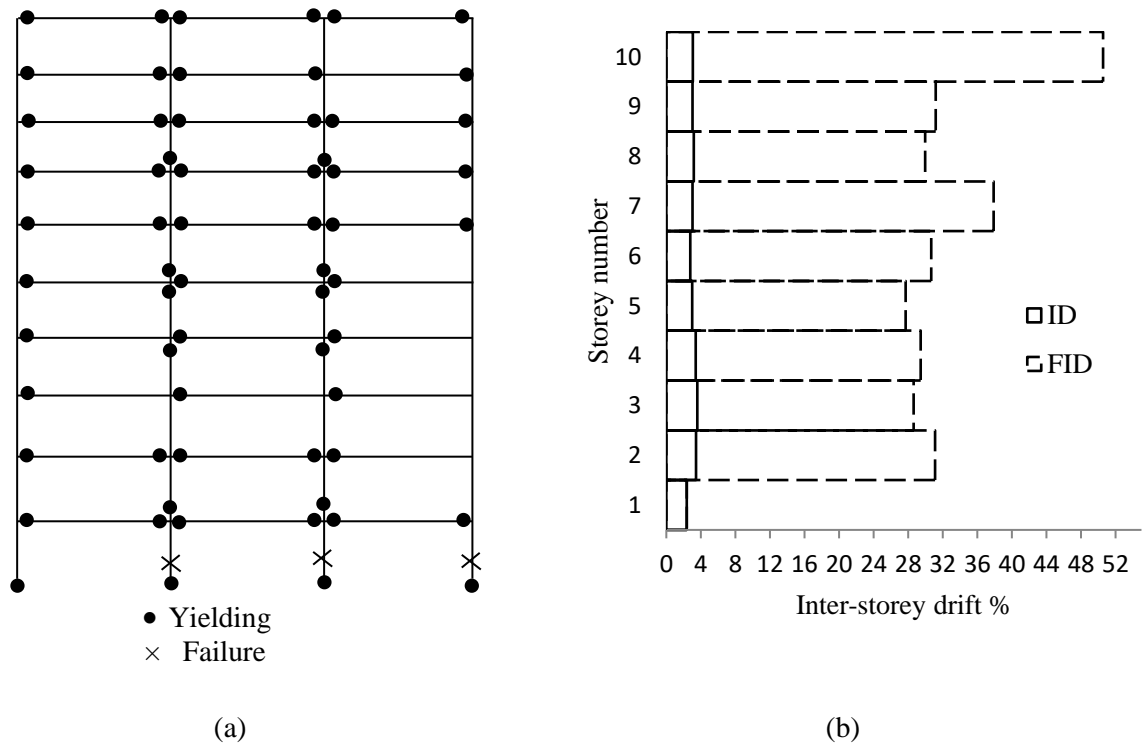 ● Yielding
× Failure
(a)
Storey number
10
9
8
7
6
5
4
3
2
1
0 4 8 12 16 20 24 28 32 36 40 44 48 52
Inter-storey drift %
ID
FID
(b)